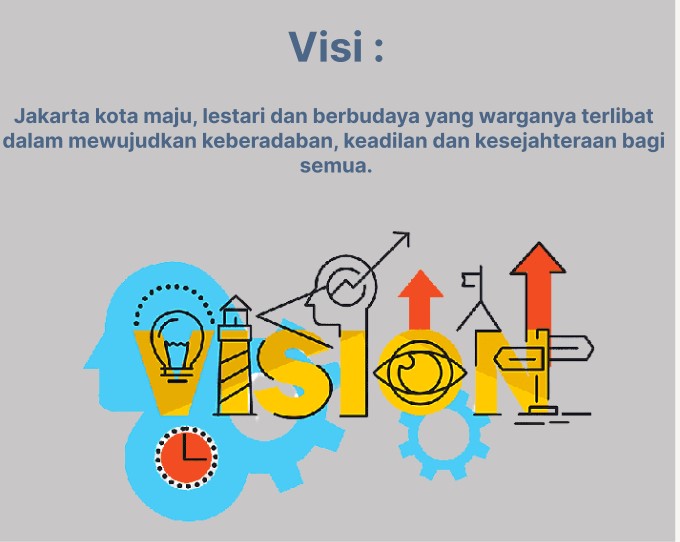 Visi :
Jakarta kota maju, lestari dan berbudaya yang warganya terlibat
dalam mewujudkan keberadaban, keadilan dan kesejahteraan bagi
semua.
VISION